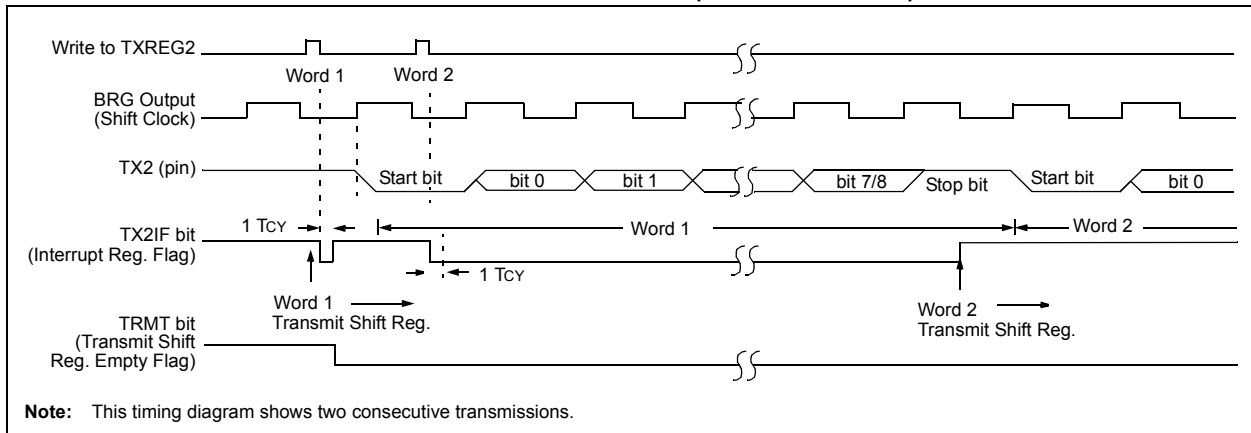 Write to TXREG2
Word 1
Word 2
BRG Output
(Shift Clock)
TX2 (pin)
Start bit
bit 0
bit 1
bit 7/8
Stop bit
Start bit
bit 0
1 TCY
Word 1
Word 2
TX2IF bit
(Interrupt Reg. Flag)
1 TCY
Word 1
Transmit Shift Reg.
Word 2
Transmit Shift Reg.
TRMT bit
(Transmit Shift
Reg. Empty Flag)
Note: This timing diagram shows two consecutive transmissions.